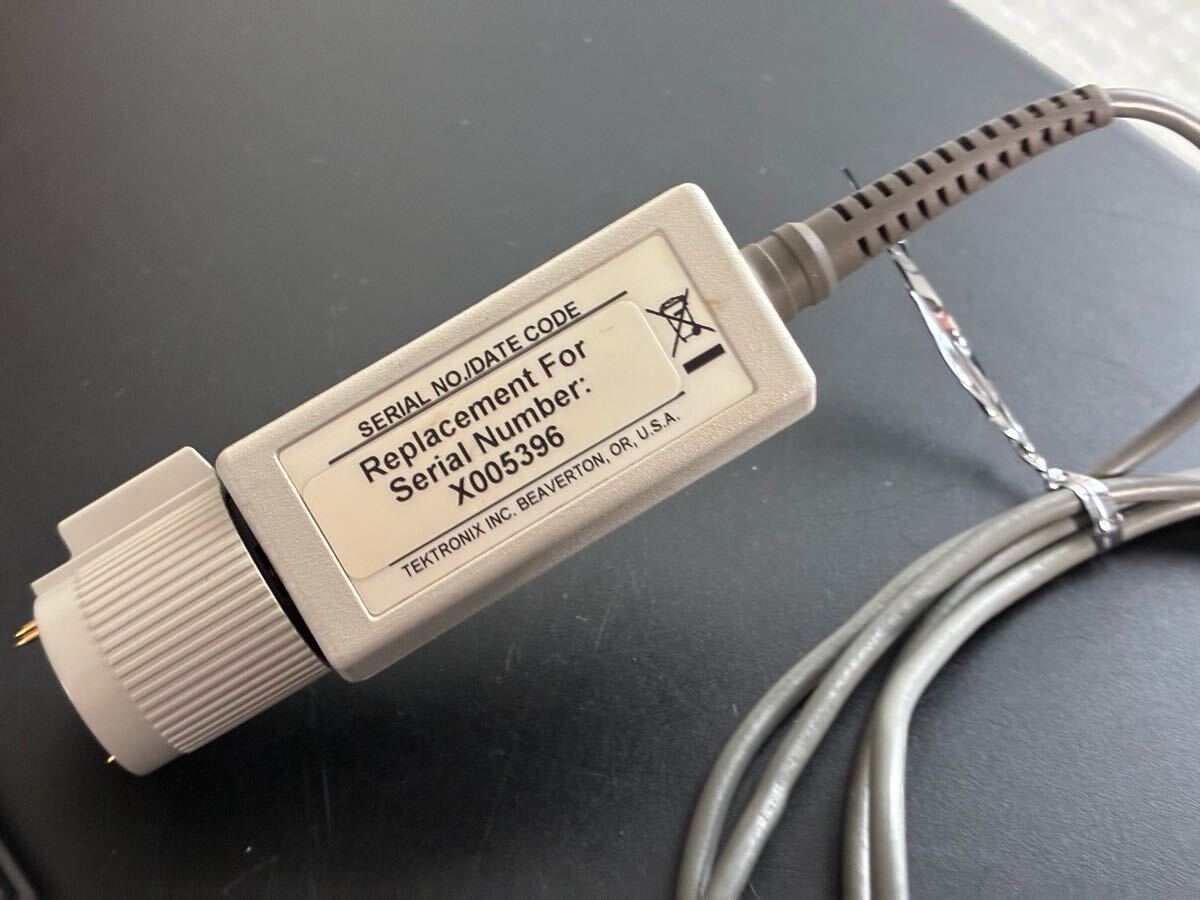 SERIAL NO./DATE CODE
Replacement For
Serial Number:
X005396
TEKTRONIX INC. BEAVERTON, OR, U.S.A.